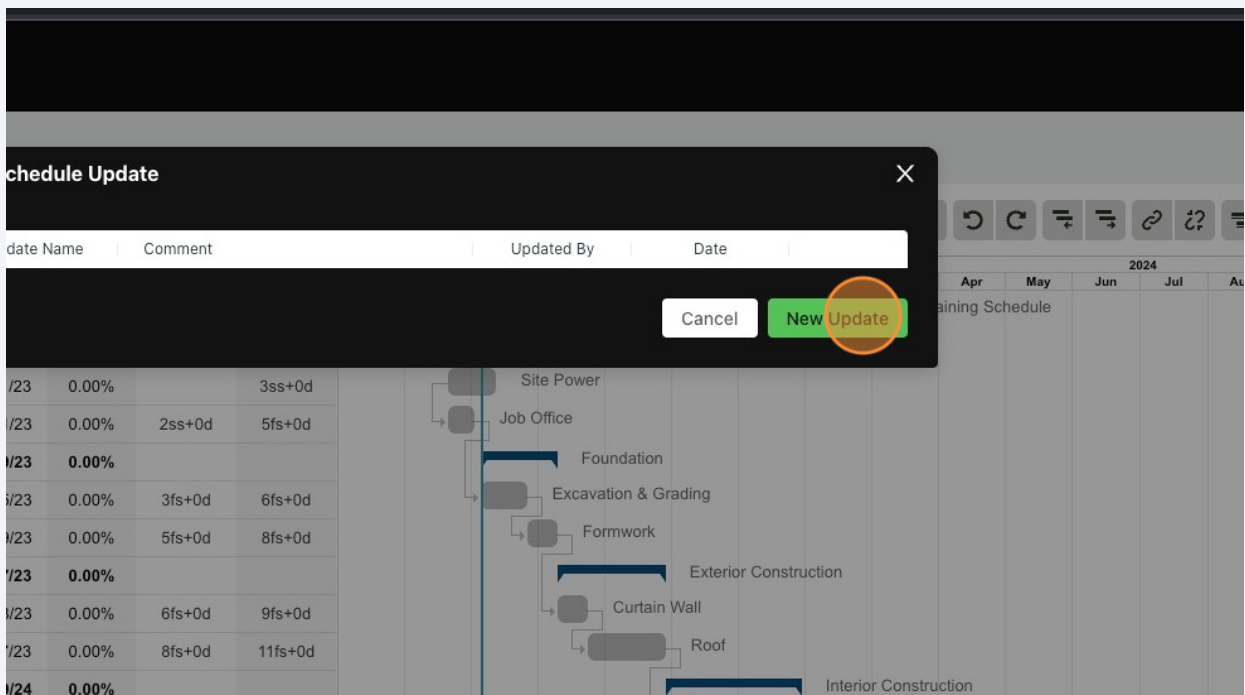 chedule Update
date Name Comment Updated By Date
Cancel New Update
2024
Apr May Jun Jul Au
aining Schedule
/23 0.00% 3ss+0d Site Power
/23 0.00% 2ss+0d 5fs+0d Job Office
/23 0.00% Foundation
/23 0.00% 3fs+0d 6fs+0d Excavation & Grading
/23 0.00% 5fs+0d 8fs+0d Formwork
/23 0.00% Exterior Construction
/23 0.00% 6fs+0d 9fs+0d Curtain Wall
/23 0.00% 8fs+0d 11fs+0d Roof
/24 0.00% Interior Construction